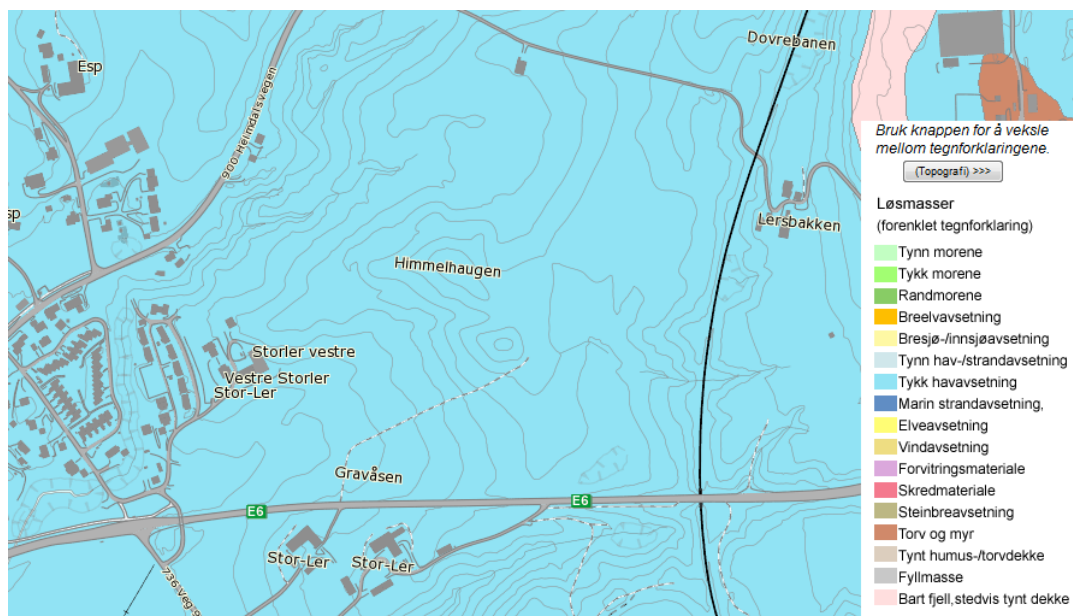 Dovrebanen
Esp
900 Heimdalsvegen
Esp
Lersbakken
Himmelhaugen
Storler vestre
Vestre Storler
Stor-Ler
Gravåsen
E6
E6
Stor-Ler
Stor-Ler
Bruk knappen for å veksle
mellom tegnforklaringene.
(Topografi) >>>
Løsmasser
(forenklet tegnforklaring)
Tynn morene
Tykk morene
Randmorene
Breelvavsetning
Bresjø-/innsjøavsetning
Tynn hav-/strandavsetning
Tykk havavsetning
Marin strandavsetning,
Elveavsetning
Vindavsetning
Forvitringsmateriale
Skredmateriale
Steinbreavsetning
Torv og myr
Tynt humus-/torvdekke
Fyllmasse
Bart fjell,stedvis tynt dekke